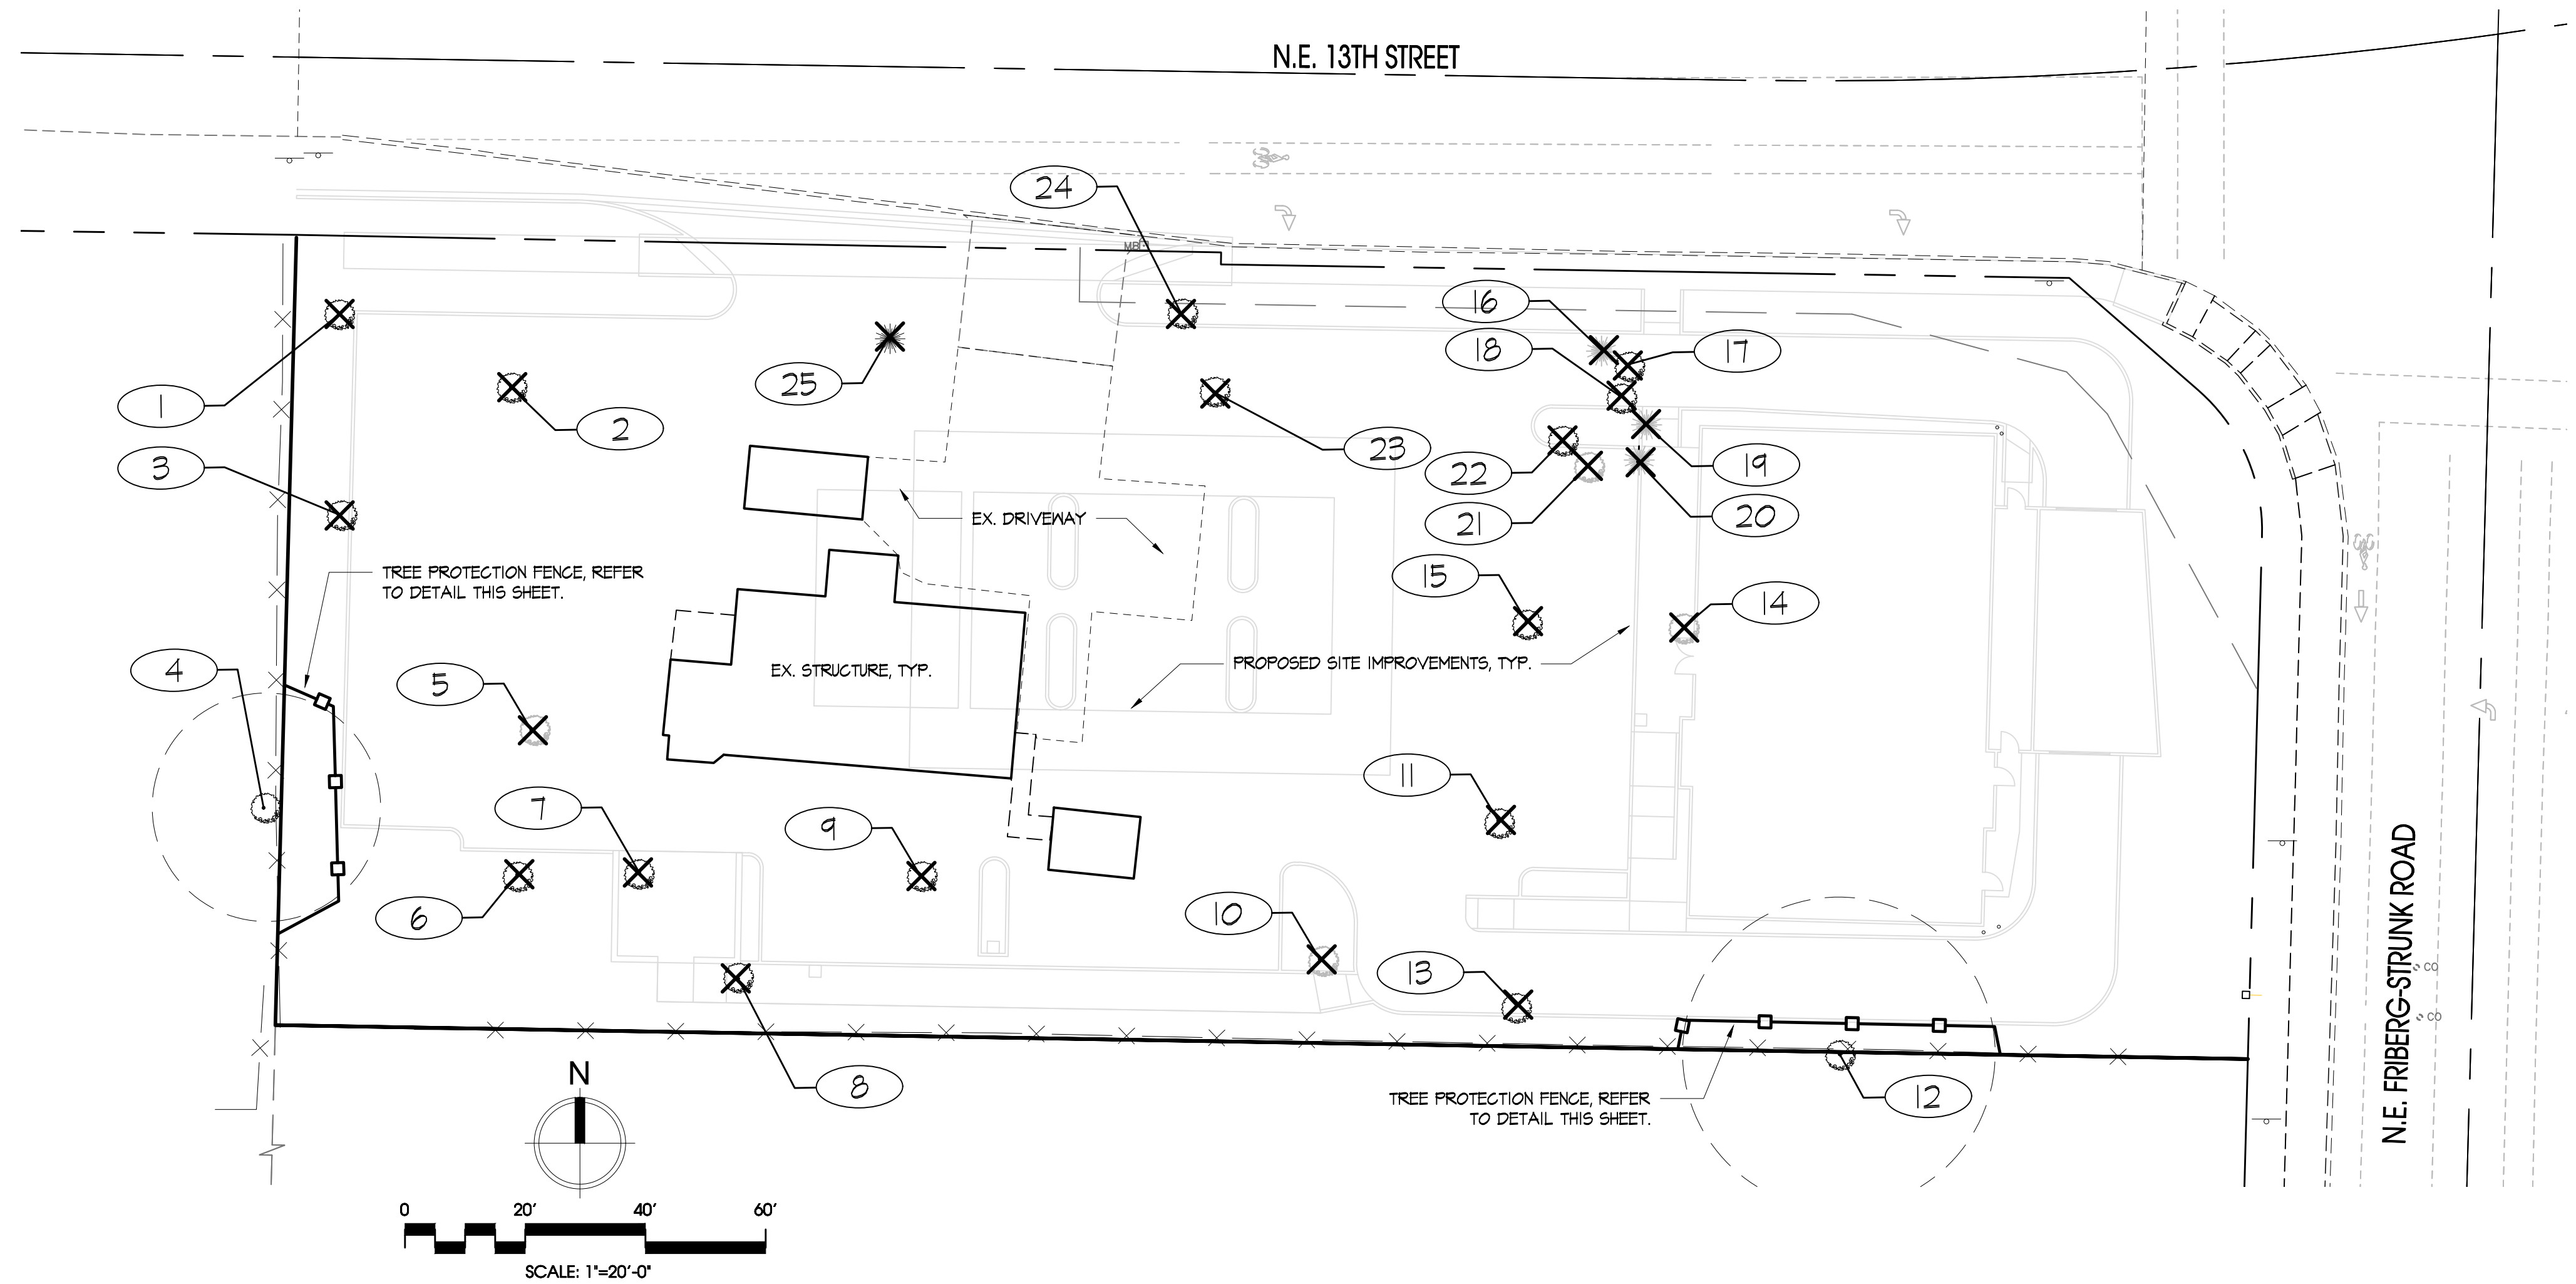 N.E. 13TH STREET
24
MB
16
18
17
25
1
2
23
3
22
19
21
20
EX. DRIVEWAY
TREE PROTECTION FENCE, REFER
TO DETAIL THIS SHEET.
15
14
4
5
EX. STRUCTURE, TYP.
PROPOSED SITE IMPROVEMENTS, TYP.
11
7
9
6
10
13
N.E. FRIBERG-STRUNK ROAD
CO
CO
8
12
TREE PROTECTION FENCE, REFER
TO DETAIL THIS SHEET.
N
0 20' 40' 60'
SCALE: 1"=20'-0"